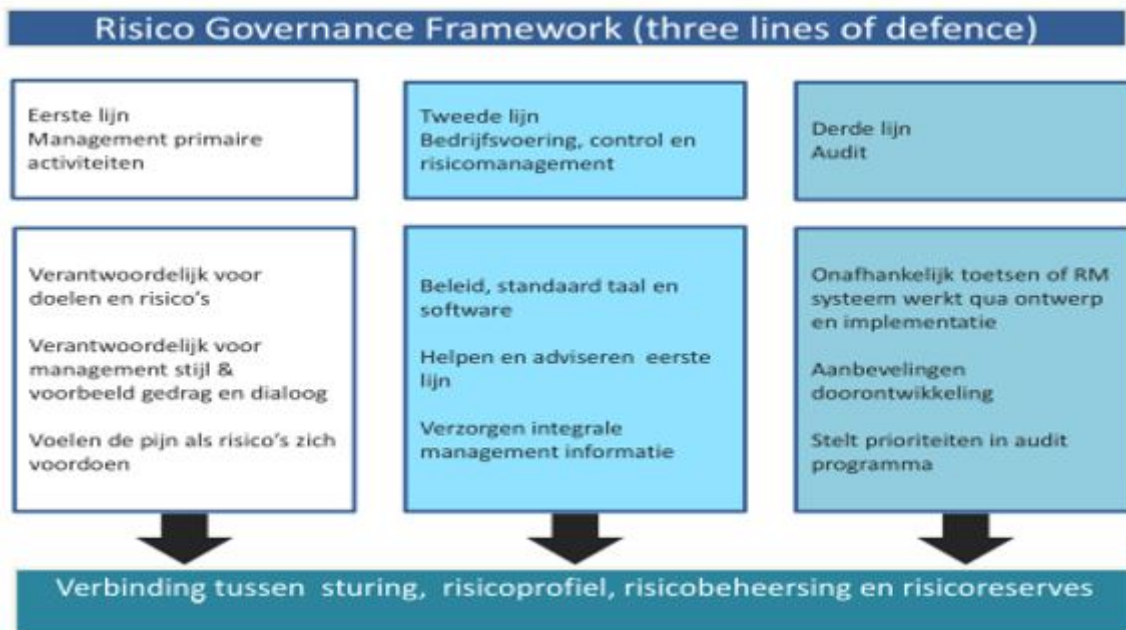 Risico Governance Framework (three lines of defence)
Eerste lijn
Management primaire
activiteiten
Tweede lijn
Bedrijfsvoering, control en
risicomanagement
Derde lijn
Audit
Verantwoordelijk voor
doelen en risico's
Verantwoordelijk voor
management stijl &
voorbeeld gedrag en dialoog
Voelen de pijn als risico's zich
voordoen
Beleid, standaard taal en
software
Helpen en adviseren eerste
lijn
Verzorgen integrale
management informatie
Onafhankelijk toetsen of RM
systeem werkt qua ontwerp
en implementatie
Aanbevelingen
doorontwikkeling
Stelt prioriteiten in audit
programma
Verbinding tussen sturing, risicoprofiel, risicobeheersing en risicoreserves